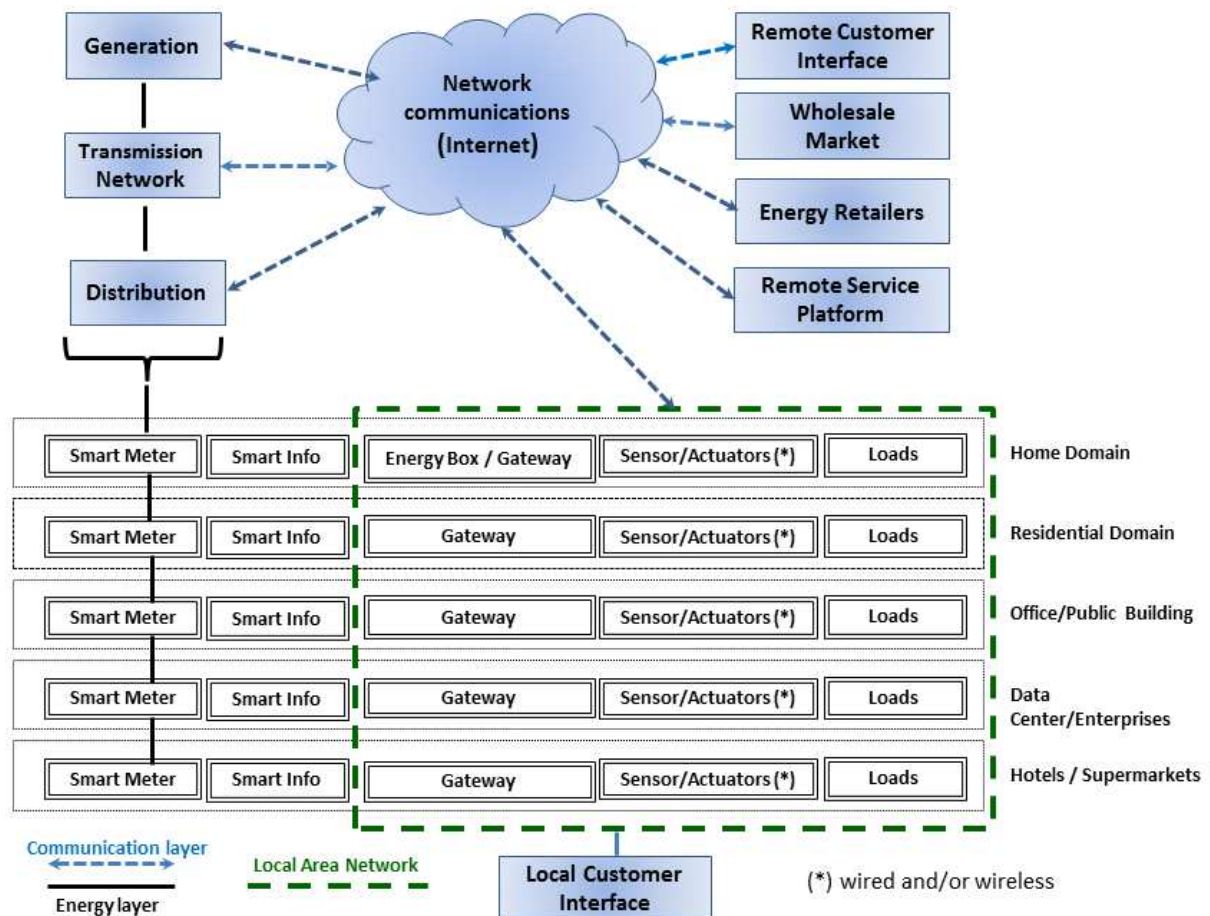 Generation
Network
communications
(Internet)
Remote Customer
Interface
Wholesale
Market
Transmission
Network
Energy Retailers
Distribution
Remote Service
Platform
Smart Meter
Smart Info
Energy Box / Gateway
Sensor/Actuators (*)
Loads
Home Domain
Smart Meter
Smart Info
Gateway
Sensor/Actuators (*)
Loads
Residential Domain
Smart Meter
Smart Info
Gateway
Sensor/Actuators (*)
Loads
Office/Public Building
Smart Meter
Smart Info
Gateway
Sensor/Actuators (*)
Loads
Data
Center/Enterprises
Smart Meter
Smart Info
Gateway
Sensor/Actuators (*)
Loads
Hotels / Supermarkets
Communication layer
Energy layer
Local Area Network
Local Customer
Interface
(*) wired and/or wireless